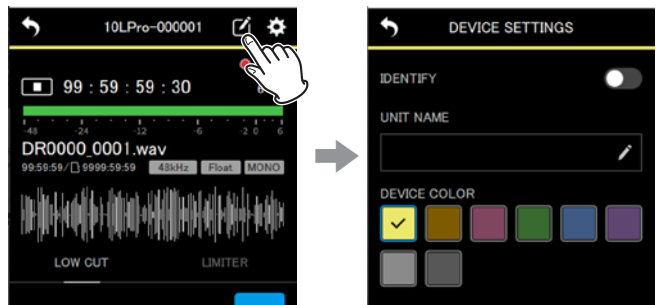 10LPro-000001
99 : 59 : 59 : 30
-48 -24 -12 -6 -2 0 6
DR0000_0001.wav
99:59:59/ 9999:59:59 48kHz Float MONO
LOW CUT LIMITER
DEVICE SETTINGS
IDENTIFY
UNIT NAME
DEVICE COLOR